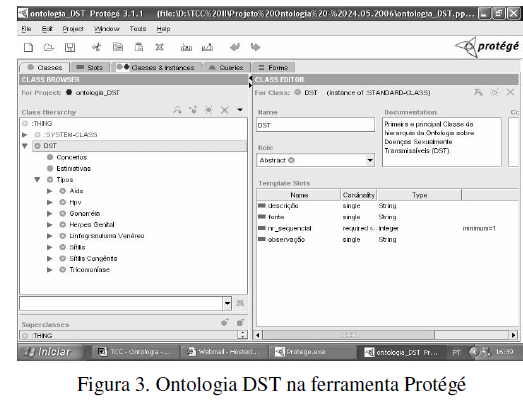 ontologia_DST Protégé 3.1.1 (file:\D:\TCC II\Projeto Ontologia - 24.05.2006\ontologia_DST.pp...
File Edit Project Window Tools Help
protégé
Classes Slots Classes & Instances Queries Forms
CLASS BROWSER
For Project: ontologia_DST
Class Hierarchy
:THING
:SYSTEM-CLASS
DST
Conceitos
Estimativas
Tipos
Aids
Hpv
Gonorréia
Herpes Genital
Linfogranuloma Venéreo
Sífilis
Sífilis Congênita
Tricomoníase
Superclasses
:THING
CLASS EDITOR
For Class: DST (instance of :STANDARD-CLASS)
Name
DST
Role
Abstract
Documentation
Primeira e principal Classe da
hierarquia da Ontologia sobre
Doenças Sexualmente
Transmissíveis (DST).
Co
Template Slots
Name Cardinality Type
descrição single String
fonte single String
nr_sequencial required s... Integer minimum=1
observação single String
Iniciar TCC - Ontologia -... Webmail - Hosted... Protege.exe ontologia_DST Pr... PT 16:39
Figura 3. Ontologia DST na ferramenta Protégé